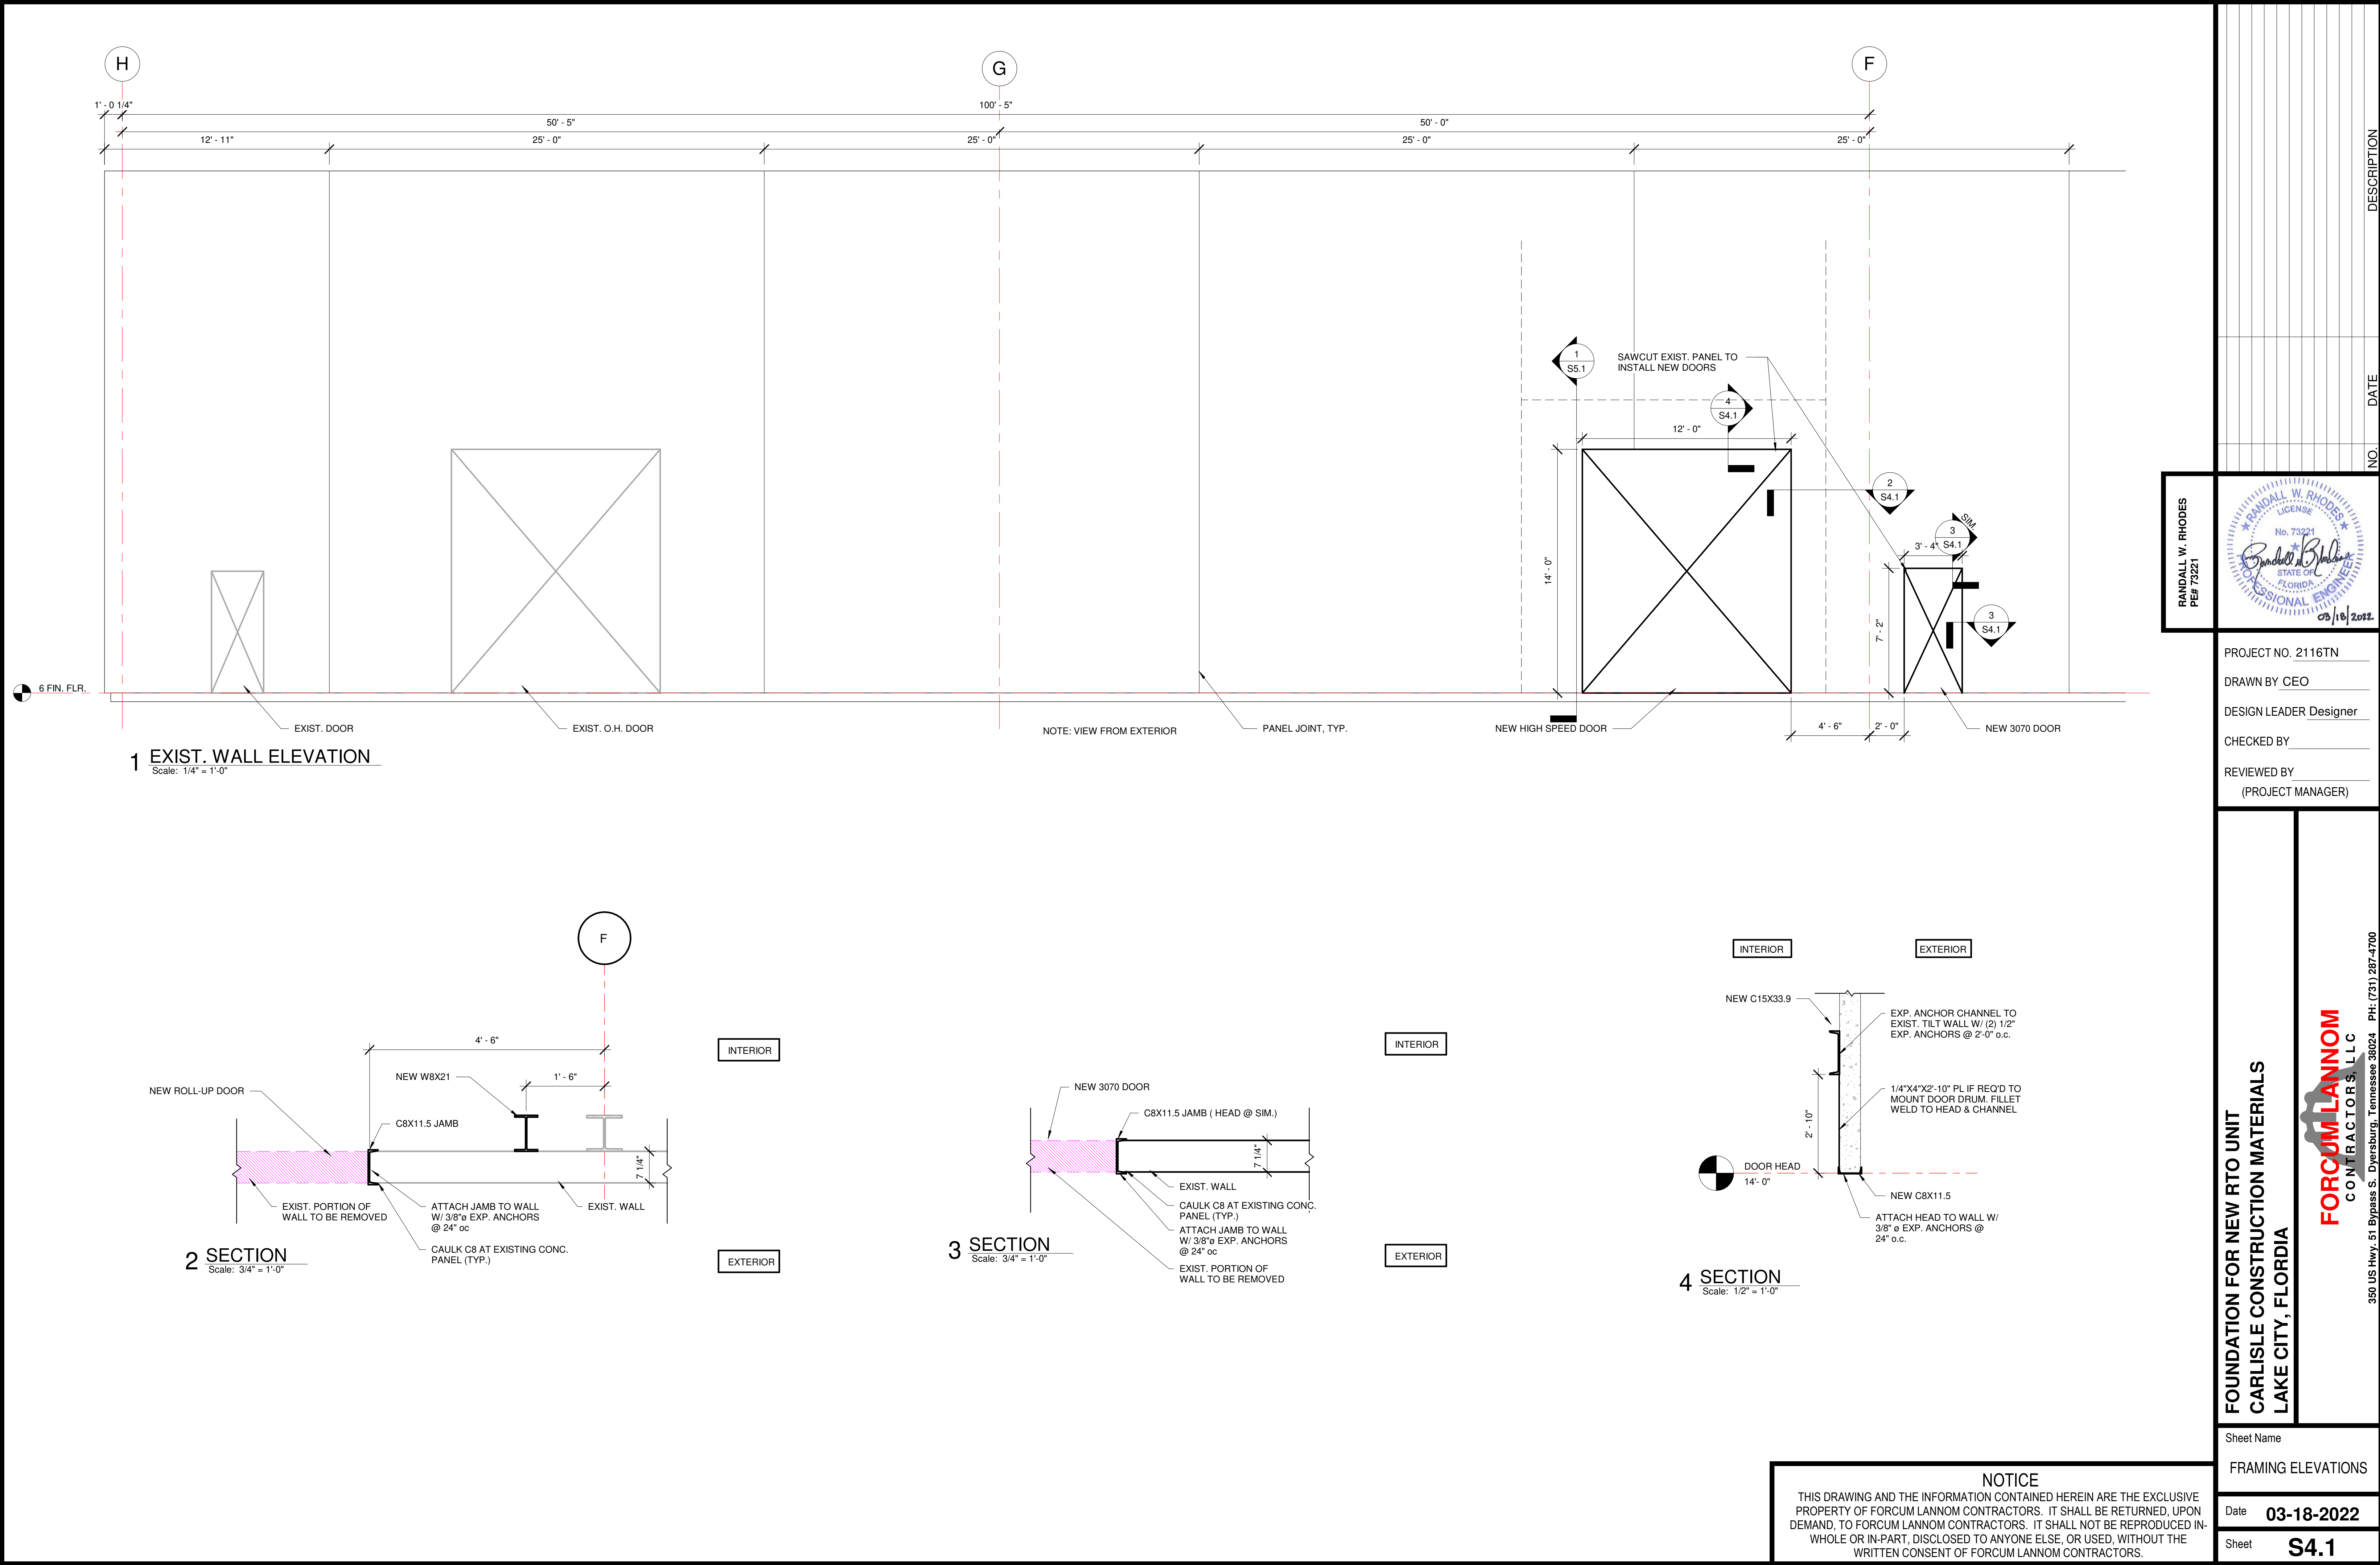 H
G
F
1' - 0 1/4"
100' - 5"
50' - 5"
50' - 0"
12' - 11"
25' - 0"
25' - 0"
25' - 0"
25' - 0"
1
S5.1
SAWCUT EXIST. PANEL TO
INSTALL NEW DOORS
4
S4.1
12' - 0"
2
S4.1
SIM.
3
S4.1
3' - 4"
14' - 0"
7' - 2"
3
S4.1
6 FIN. FLR.
EXIST. DOOR
EXIST. O.H. DOOR
NOTE: VIEW FROM EXTERIOR
PANEL JOINT, TYP.
NEW HIGH SPEED DOOR
4' - 6"
2' - 0"
NEW 3070 DOOR
1 EXIST. WALL ELEVATION
Scale: 1/4" = 1'-0"
F
4' - 6"
NEW W8X21
1' - 6"
NEW ROLL-UP DOOR
C8X11.5 JAMB
7 1/4"
INTERIOR
EXIST. PORTION OF
WALL TO BE REMOVED
ATTACH JAMB TO WALL
W/ 3/8"ø EXP. ANCHORS
@ 24" oc
EXIST. WALL
CAULK C8 AT EXISTING CONC.
PANEL (TYP.)
EXTERIOR
2 SECTION
Scale: 3/4" = 1'-0"
INTERIOR
NEW 3070 DOOR
C8X11.5 JAMB ( HEAD @ SIM.)
7 1/4"
EXIST. WALL
CAULK C8 AT EXISTING CONC.
PANEL (TYP.)
ATTACH JAMB TO WALL
W/ 3/8"ø EXP. ANCHORS
@ 24" oc
EXIST. PORTION OF
WALL TO BE REMOVED
EXTERIOR
3 SECTION
Scale: 3/4" = 1'-0"
INTERIOR
EXTERIOR
NEW C15X33.9
EXP. ANCHOR CHANNEL TO
EXIST. TILT WALL W/ (2) 1/2"
EXP. ANCHORS @ 2'-0" o.c.
1/4"X4"X2'-10" PL IF REQ'D TO
MOUNT DOOR DRUM. FILLET
WELD TO HEAD & CHANNEL
2' - 10"
DOOR HEAD
14'- 0"
NEW C8X11.5
ATTACH HEAD TO WALL W/
3/8" ø EXP. ANCHORS @
24" o.c.
4 SECTION
Scale: 1/2" = 1'-0"
NOTICE
THIS DRAWING AND THE INFORMATION CONTAINED HEREIN ARE THE EXCLUSIVE
PROPERTY OF FORCUM LANNOM CONTRACTORS. IT SHALL BE RETURNED, UPON
DEMAND, TO FORCUM LANNOM CONTRACTORS. IT SHALL NOT BE REPRODUCED IN-
WHOLE OR IN-PART, DISCLOSED TO ANYONE ELSE, OR USED, WITHOUT THE
WRITTEN CONSENT OF FORCUM LANNOM CONTRACTORS.
NO.
DATE
DESCRIPTION
RANDALL W. RHODES
PE# 73221
RANDALL W. RHODES
LICENSE
No. 73221
STATE OF
FLORIDA
PROFESSIONAL ENGINEER
03/18/2022
PROJECT NO. 2116TN
DRAWN BY CEO
DESIGN LEADER Designer
CHECKED BY
REVIEWED BY
(PROJECT MANAGER)
FOUNDATION FOR NEW RTO UNIT
CARLISLE CONSTRUCTION MATERIALS
LAKE CITY, FLORDIA
FORCUM LANNOM
CONTRACTORS, LLC
350 US Hwy. 51 Bypass S. Dyersburg, Tennessee 38024 PH: (731) 287-4700
Sheet Name
FRAMING ELEVATIONS
Date 03-18-2022
Sheet S4.1